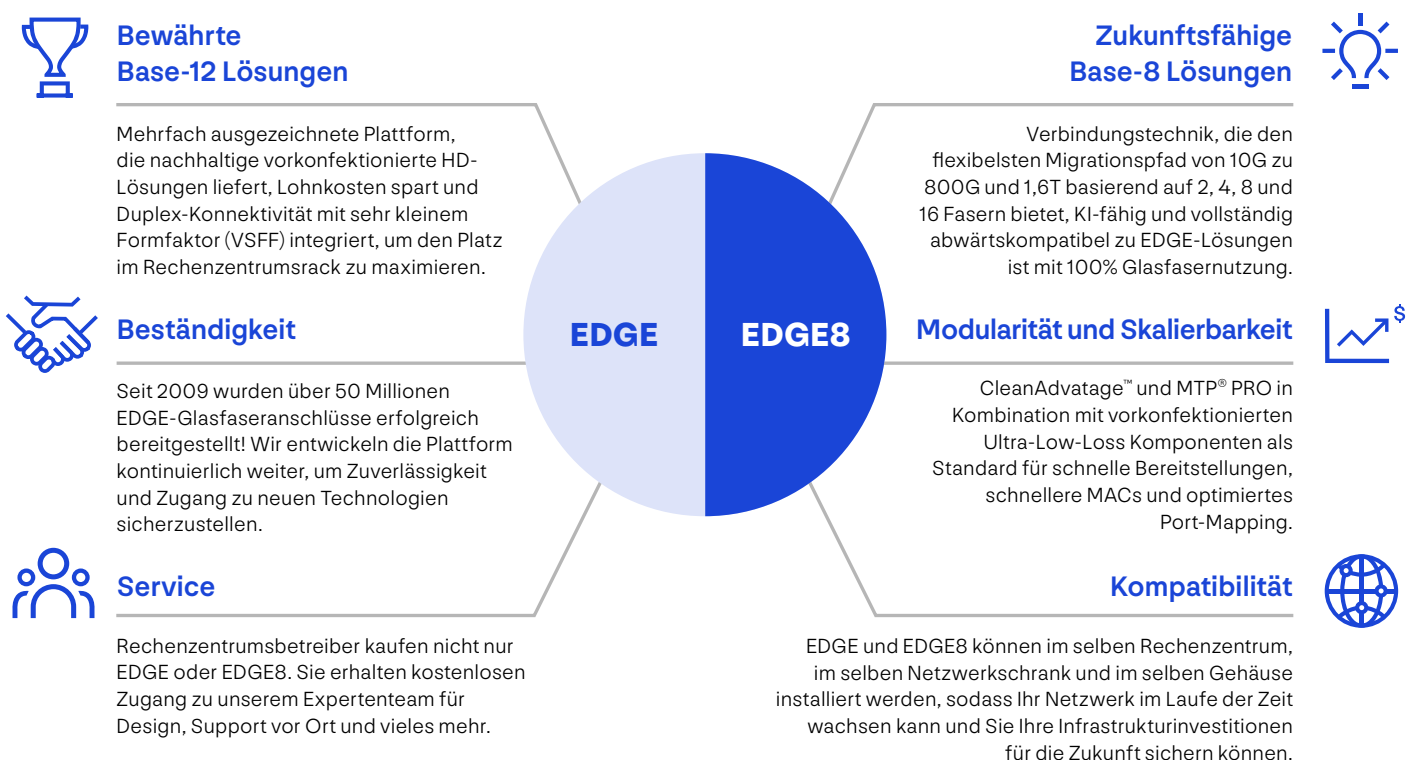 Bewährte
Base-12 Lösungen
Mehrfach ausgezeichnete Plattform,
die nachhaltige vorkonfektionierte HD-
Lösungen liefert, Lohnkosten spart und
Duplex-Konnektivität mit sehr kleinem
Formfaktor (VSFF) integriert, um den Platz
im Rechenzentrumsrack zu maximieren.
Beständigkeit
Seit 2009 wurden über 50 Millionen
EDGE-Glasfaseranschlüsse erfolgreich
bereitgestellt! Wir entwickeln die Plattform
kontinuierlich weiter, um Zuverlässigkeit
und Zugang zu neuen Technologien
sicherzustellen.
Service
Rechenzentrumsbetreiber kaufen nicht nur
EDGE oder EDGE8. Sie erhalten kostenlosen
Zugang zu unserem Expertenteam für
Design, Support vor Ort und vieles mehr.
EDGE
EDGE8
Zukunftsfähige
Base-8 Lösungen
Verbindungstechnik, die den
flexibelsten Migrationspfad von 10G zu
800G und 1,6T basierend auf 2, 4, 8 und
16 Fasern bietet, KI-fähig und vollständig
abwärtskompatibel zu EDGE-Lösungen
ist mit 100% Glasfasernutzung.
Modularität und Skalierbarkeit
$
CleanAdvatage™ und MTP® PRO in
Kombination mit vorkonfektionierten
Ultra-Low-Loss Komponenten als
Standard für schnelle Bereitstellungen,
schnellere MACs und optimiertes
Port-Mapping.
Kompatibilität
EDGE und EDGE8 können im selben Rechenzentrum,
im selben Netzwerkschrank und im selben Gehäuse
installiert werden, sodass Ihr Netzwerk im Laufe der Zeit
wachsen kann und Sie Ihre Infrastrukturinvestitionen
für die Zukunft sichern können.